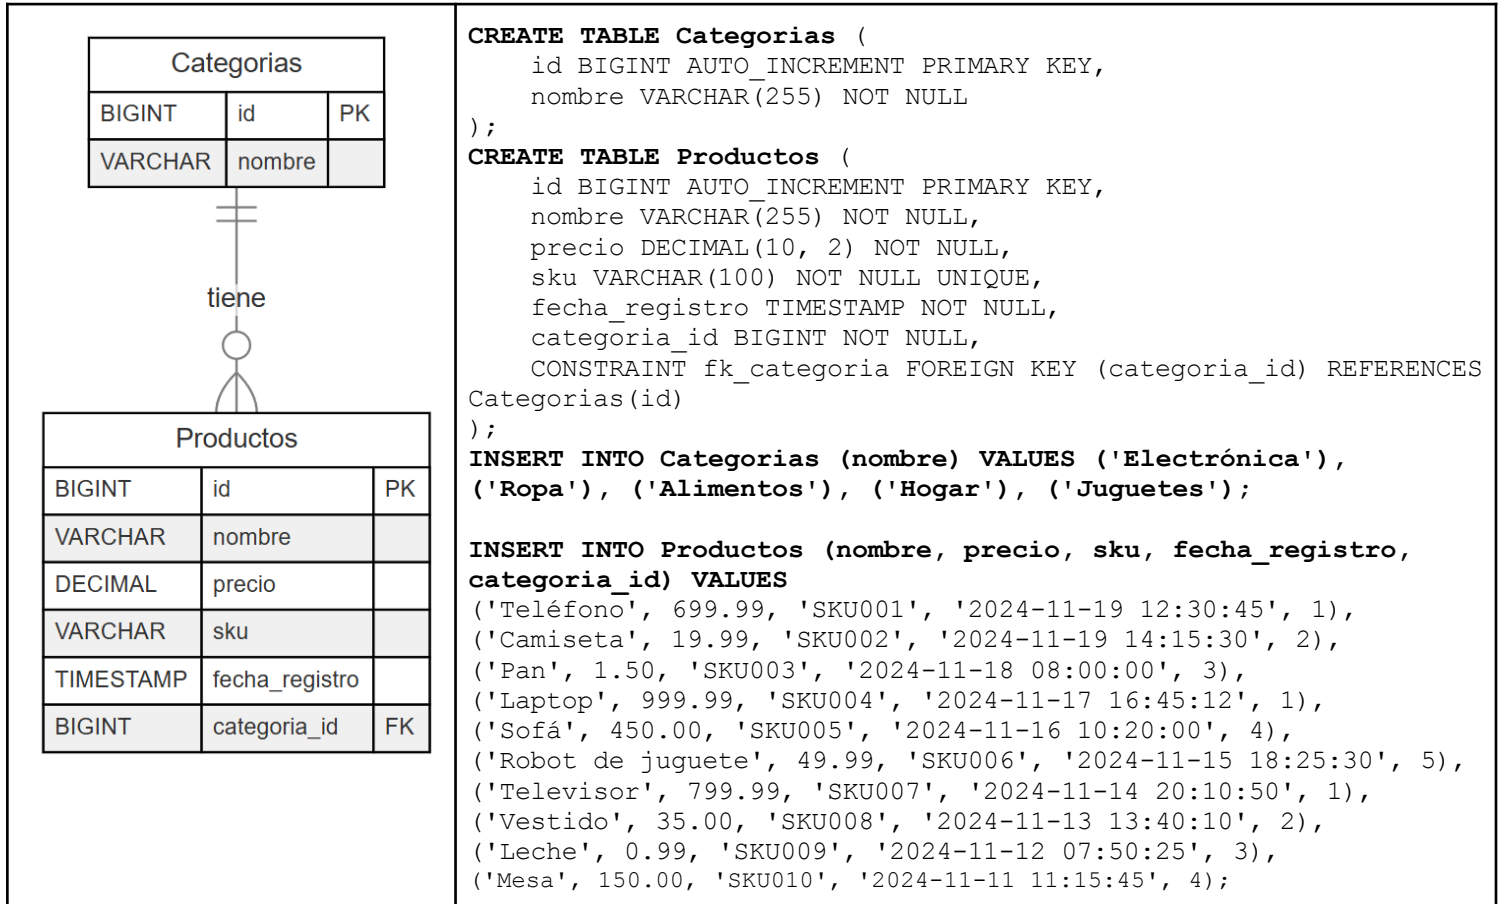 Categorias
BIGINT id PK
VARCHAR nombre
tiene
Productos
BIGINT id PK
VARCHAR nombre
DECIMAL precio
VARCHAR sku
TIMESTAMP fecha_registro
BIGINT categoria_id FK
CREATE TABLE Categorias (
id BIGINT AUTO_INCREMENT PRIMARY KEY,
nombre VARCHAR(255) NOT NULL
);
CREATE TABLE Productos (
id BIGINT AUTO_INCREMENT PRIMARY KEY,
nombre VARCHAR(255) NOT NULL,
precio DECIMAL(10, 2) NOT NULL,
sku VARCHAR(100) NOT NULL UNIQUE,
fecha_registro TIMESTAMP NOT NULL,
categoria_id BIGINT NOT NULL,
CONSTRAINT fk_categoria FOREIGN KEY (categoria_id) REFERENCES
Categorias(id)
);
INSERT INTO Categorias (nombre) VALUES ('Electrónica'),
('Ropa'), ('Alimentos'), ('Hogar'), ('Juguetes');
INSERT INTO Productos (nombre, precio, sku, fecha_registro,
categoria_id) VALUES
('Teléfono', 699.99, 'SKU001', '2024-11-19 12:30:45', 1),
('Camiseta', 19.99, 'SKU002', '2024-11-19 14:15:30', 2),
('Pan', 1.50, 'SKU003', '2024-11-18 08:00:00', 3),
('Laptop', 999.99, 'SKU004', '2024-11-17 16:45:12', 1),
('Sofá', 450.00, 'SKU005', '2024-11-16 10:20:00', 4),
('Robot de juguete', 49.99, 'SKU006', '2024-11-15 18:25:30', 5),
('Televisor', 799.99, 'SKU007', '2024-11-14 20:10:50', 1),
('Vestido', 35.00, 'SKU008', '2024-11-13 13:40:10', 2),
('Leche', 0.99, 'SKU009', '2024-11-12 07:50:25', 3),
('Mesa', 150.00, 'SKU010', '2024-11-11 11:15:45', 4);